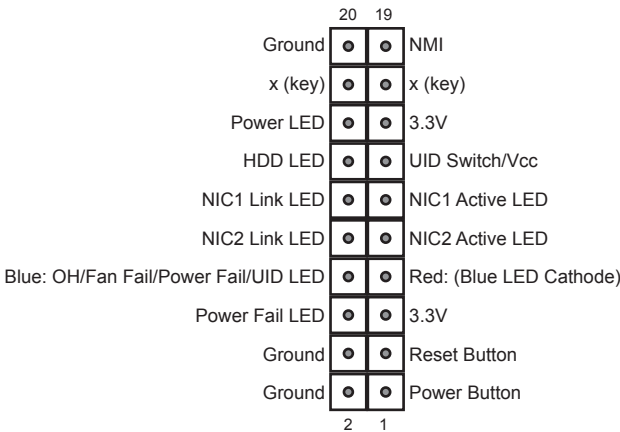 20 19
Ground NMI
x (key) x (key)
Power LED 3.3V
HDD LED UID Switch/Vcc
NIC1 Link LED NIC1 Active LED
NIC2 Link LED NIC2 Active LED
Blue: OH/Fan Fail/Power Fail/UID LED Red: (Blue LED Cathode)
Power Fail LED 3.3V
Ground Reset Button
Ground Power Button
2 1